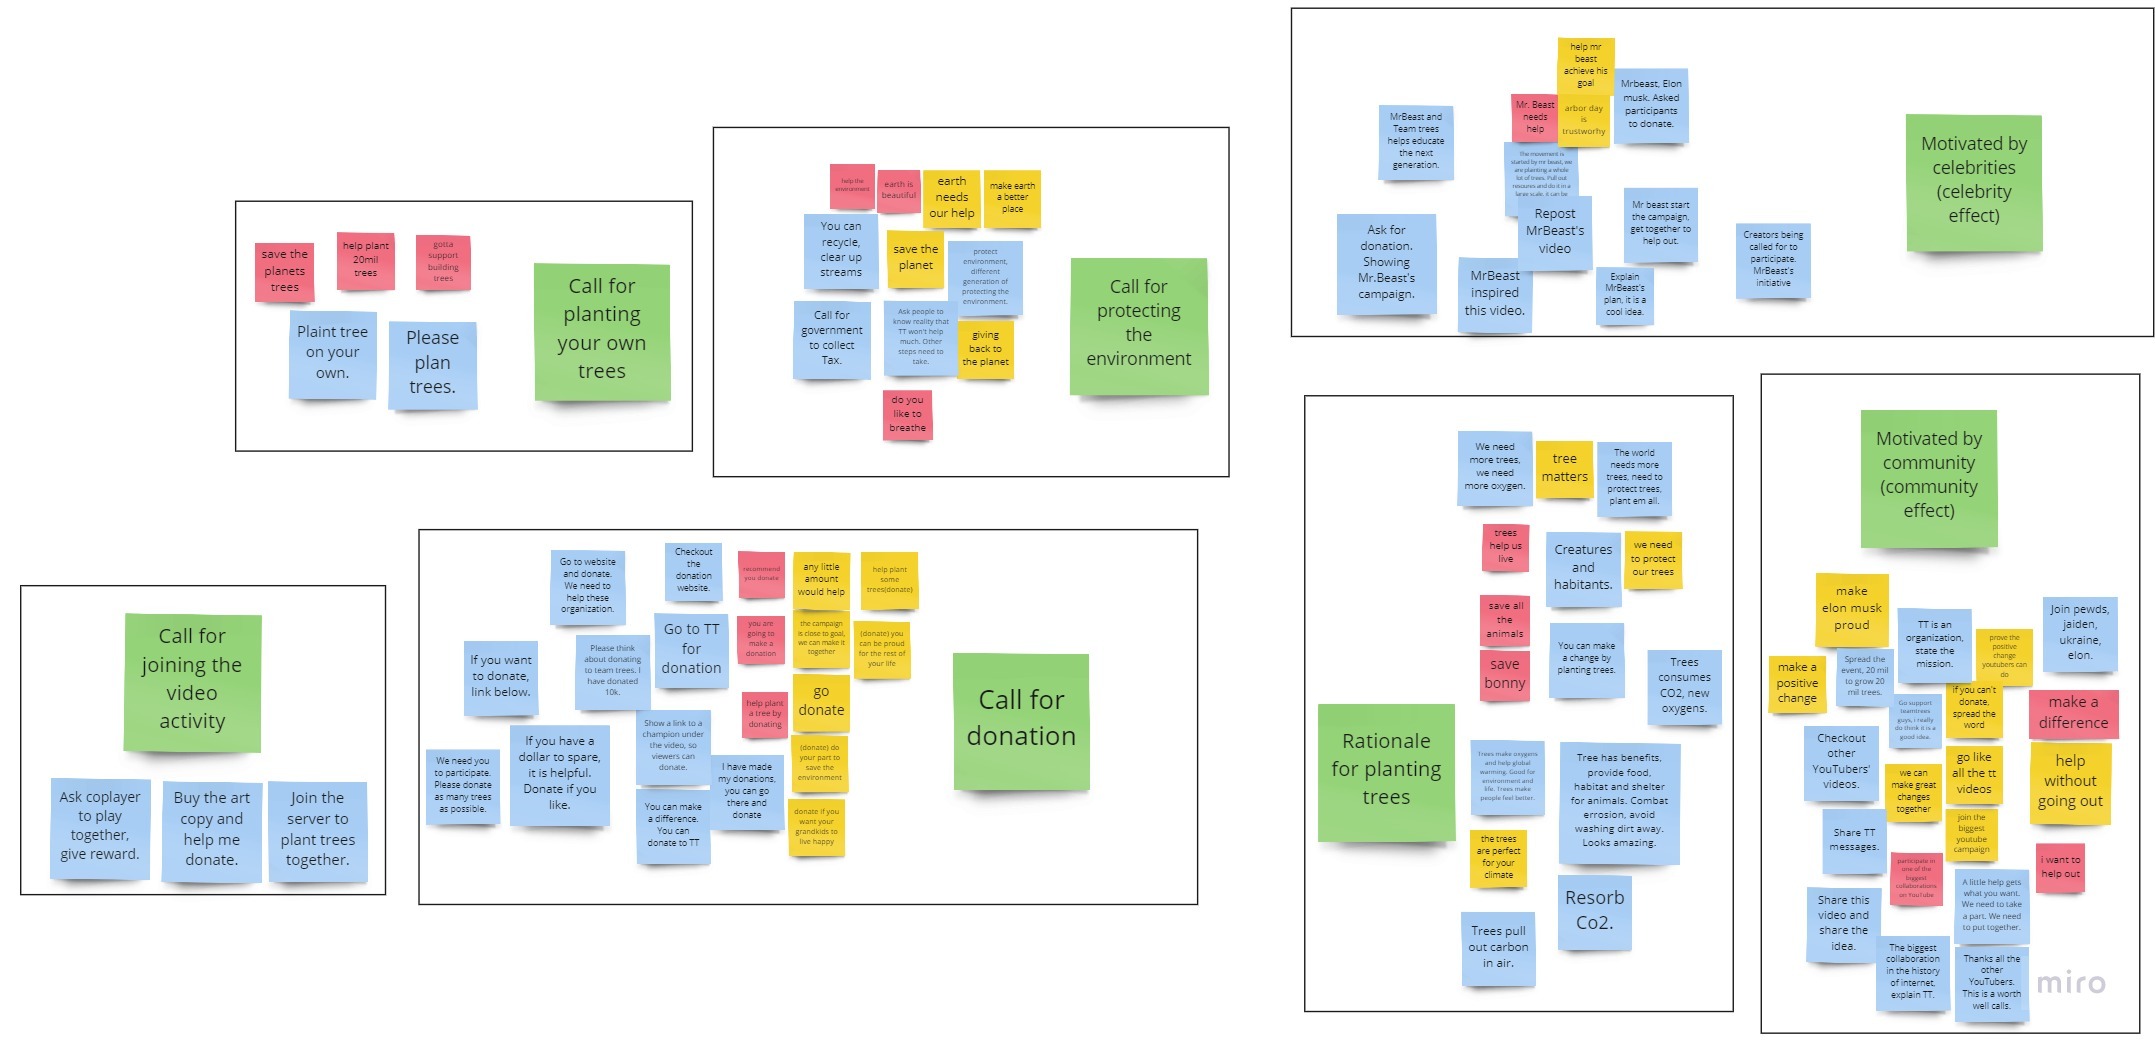 save the
planets
trees
help plant
20mil
trees
gotta
support
building
trees
Plaint tree
on your
own.
Please
plan
trees.
Call for
planting
your own
trees
help the
environment
earth is
beautiful
earth
needs
our help
make earth
a better
place
You can
recycle,
clear up
streams
save the
planet
protect
environment,
different
generation of
protecting the
environment.
Call for
government
to collect
Tax.
Ask people to
know reality that
TT won't help
much. Other
steps need to
take.
giving
back to
the planet
do you
like to
breathe
Call for
protecting
the
environment
help mr
beast
achieve his
goal
Mr. Beast
needs
help
arbor day
is
trustworhy
Mrbeast, Elon
musk. Asked
participants
to donate.
MrBeast and
Team trees
helps educate
the next
generation.
The movement is
started by mr beast, we
are planting a whole
lot of trees. Pull out
resoures and do it in a
large scale, it can be
Repost
MrBeast's
video
Mr beast start
the campaign,
get together to
help out.
Ask for
donation.
Showing
Mr.Beast's
campaign.
MrBeast
inspired
this video.
Explain
MrBeast's
plan, it is a
cool idea.
Creators being
called for to
participate.
MrBeast's
initiative
Motivated by
celebrities
(celebrity
effect)
Call for
joining the
video
activity
Ask coplayer
to play
together,
give reward.
Buy the art
copy and
help me
donate.
Join the
server to
plant trees
together.
Go to website
and donate.
We need to
help these
organization.
Checkout
the
donation
website.
recommend
you donate
any little
amount
would help
help plant
some
trees(donate)
If you want
to donate,
link below.
Please think
about donating
to team trees. I
have donated
10k.
Go to TT
for
donation
you are
going to
make a
donation
the campaign
is close to goal,
we can make it
together
(donate) you
can be proud
for the rest of
your life
help plant
a tree by
donating
go
donate
We need you
to participate.
Please donate
as many trees
as possible.
If you have a
dollar to spare,
it is helpful.
Donate if you
like.
Show a link to a
champion under
the video, so
viewers can
donate.
I have made
my donations,
you can go
there and
donate
(donate) do
your part to
save the
environment
You can make
a difference.
You can
donate to TT
donate if you
want your
grandkids to
live happy
Call for
donation
We need
more trees,
we need
more oxygen.
tree
matters
The world
needs more
trees, need to
protect trees,
plant em all.
trees
help us
live
Creatures
and
habitants.
we need
to protect
our trees
save all
the
animals
save
bonny
You can make
a change by
planting trees.
Trees
consumes
CO2, new
oxygens.
Rationale
for planting
trees
Trees make oxygens
and help global
warming. Good for
environment and
life. Trees make
people feel better.
Tree has benefits,
provide food,
habitat and shelter
for animals. Combat
errosion, avoid
washing dirt away.
Looks amazing.
the trees
are perfect
for your
climate
Resorb
Co2.
Trees pull
out carbon
in air.
Motivated by
community
(community
effect)
make
elon musk
proud
TT is an
organization,
state the
mission.
prove the
positive
change
youtubers can
do
Join pewds,
jaiden,
ukraine,
elon.
make a
positive
change
Spread the
event, 20 mil
to grow 20
mil trees.
Go support
teamtrees
guys, i really
do think it is a
good idea.
if you can't
donate,
spread the
word
make a
difference
Checkout
other
YouTubers'
videos.
we can
make great
changes
together
go like
all the tt
videos
help
without
going out
Share TT
messages.
join the
biggest
youtube
campaign
participate in
one of the
biggest
collaborations
on YouTube
i want to
help out
Share this
video and
share the
idea.
A little help gets
what you want.
We need to take
a part. We need
to put together.
The biggest
collaboration
in the history
of internet,
explain TT.
Thanks all the
other
YouTubers.
This is a worth
well calls.
miro